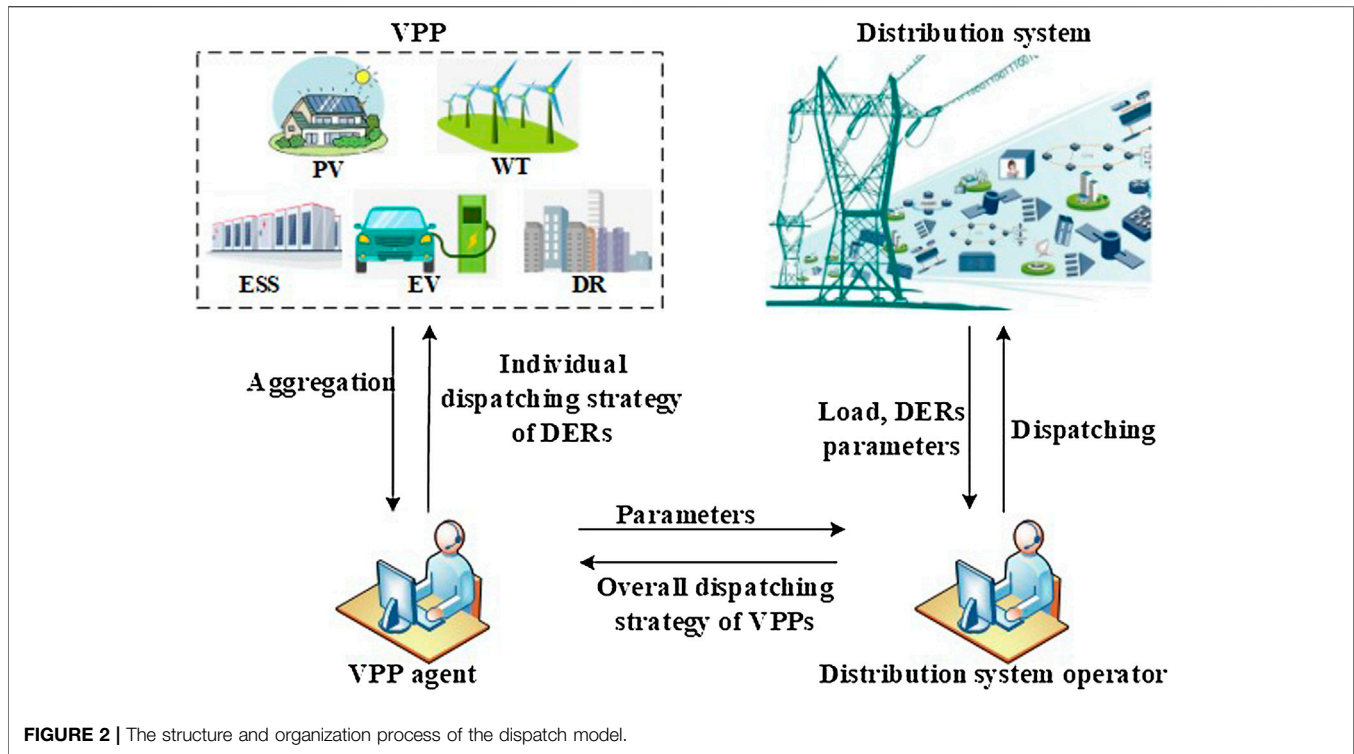 VPP
Distribution system
PV
WT
ESS
EV
DR
Aggregation
Individual
dispatching strategy
of DERs
Load, DERs
parameters
Dispatching
Parameters
Overall dispatching
strategy of VPPs
VPP agent
Distribution system operator
FIGURE 2 | The structure and organization process of the dispatch model.